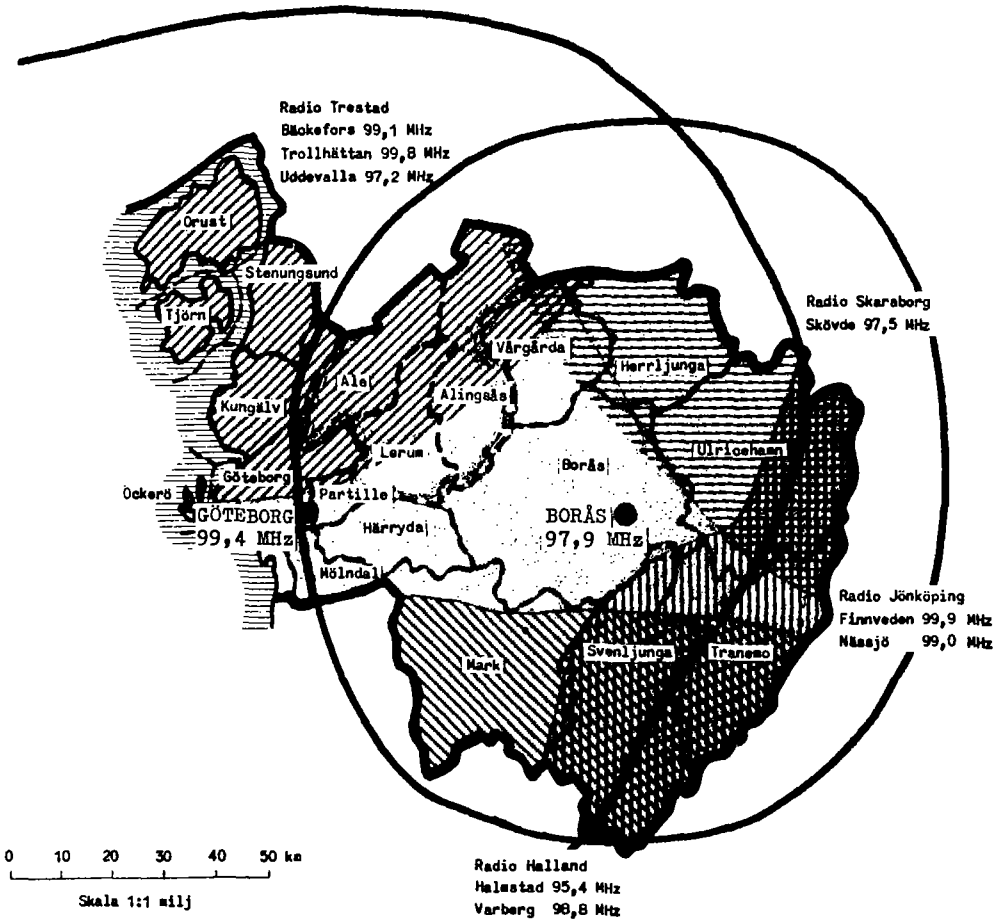 Radio Trestad
Bäckefors 99,1 MHz
Trollhättan 99,8 MHz
Uddevalla 97,2 MHz
Orust
Stenungsund
Tjörn
Radio Skaraborg
Skövde 97,5 MHz
Vårgårda
Herrljunga
Ale
Alingsås
Kungälv
Lerum
Ulricehamn
Borås
Göteborg
Öckerö
Partille
GÖTEBORG
99,4 MHz
BORÅS
97,9 MHz
Härryda
Mölndal
Radio Jönköping
Finnveden 99,9 MHz
Nässjö 99,0 MHz
Mark
Svenljunga
Tranemo
0 10 20 30 40 50 km
Skala 1:1 milj
Radio Halland
Halmstad 95,4 MHz
Varberg 98,8 MHz